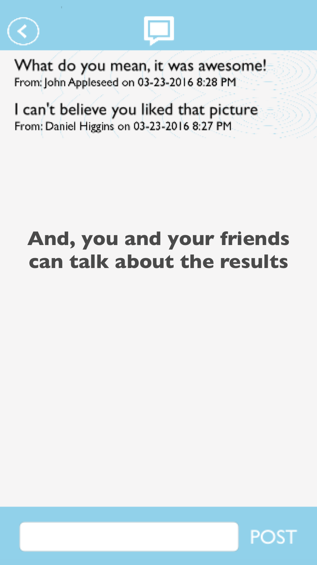 What do you mean, it was awesome!
From: John Appleseed on 03-23-2016 8:28 PM
I can't believe you liked that picture
From: Daniel Higgins on 03-23-2016 8:27 PM
And, you and your friends
can talk about the results
POST